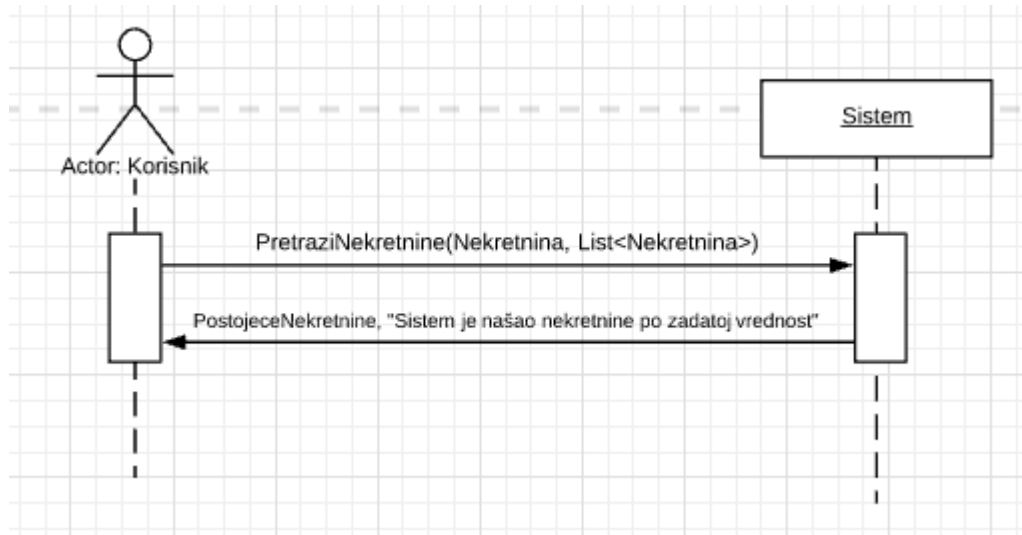 Sistem
Actor: Korisnik
PretraziNekretnine(Nekretnina, List<Nekretnina>)
PostojeceNekretnine, "Sistem je našao nekretnine po zadatoj vrednost"